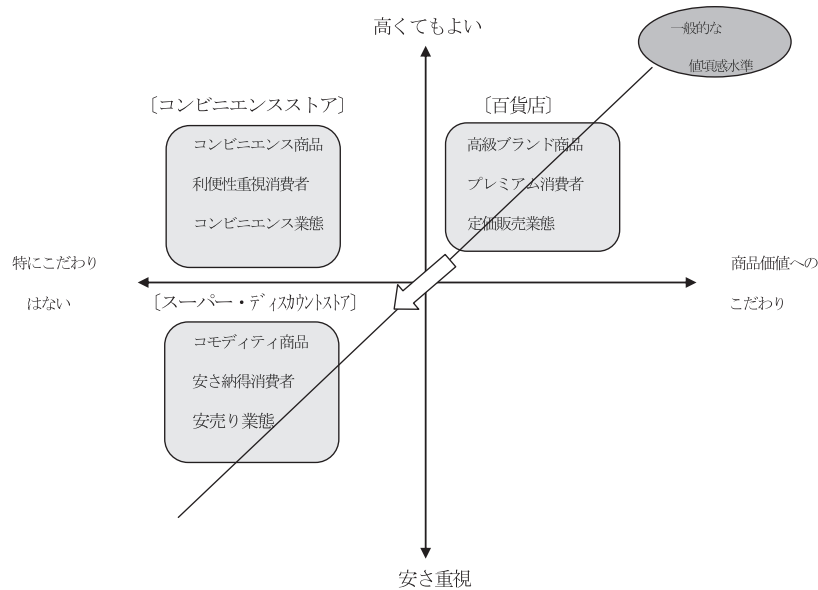 高くてもよい
一般的な
値頃感水準
〔コンビニエンスストア〕
〔百貨店〕
コンビニエンス商品
利便性重視消費者
コンビニエンス業態
高級ブランド商品
プレミアム消費者
定価販売業態
特にこだわり
はない
商品価値への
こだわり
〔スーパー・ディスカウントストア〕
コモディティ商品
安さ納得消費者
安売り業態
安さ重視